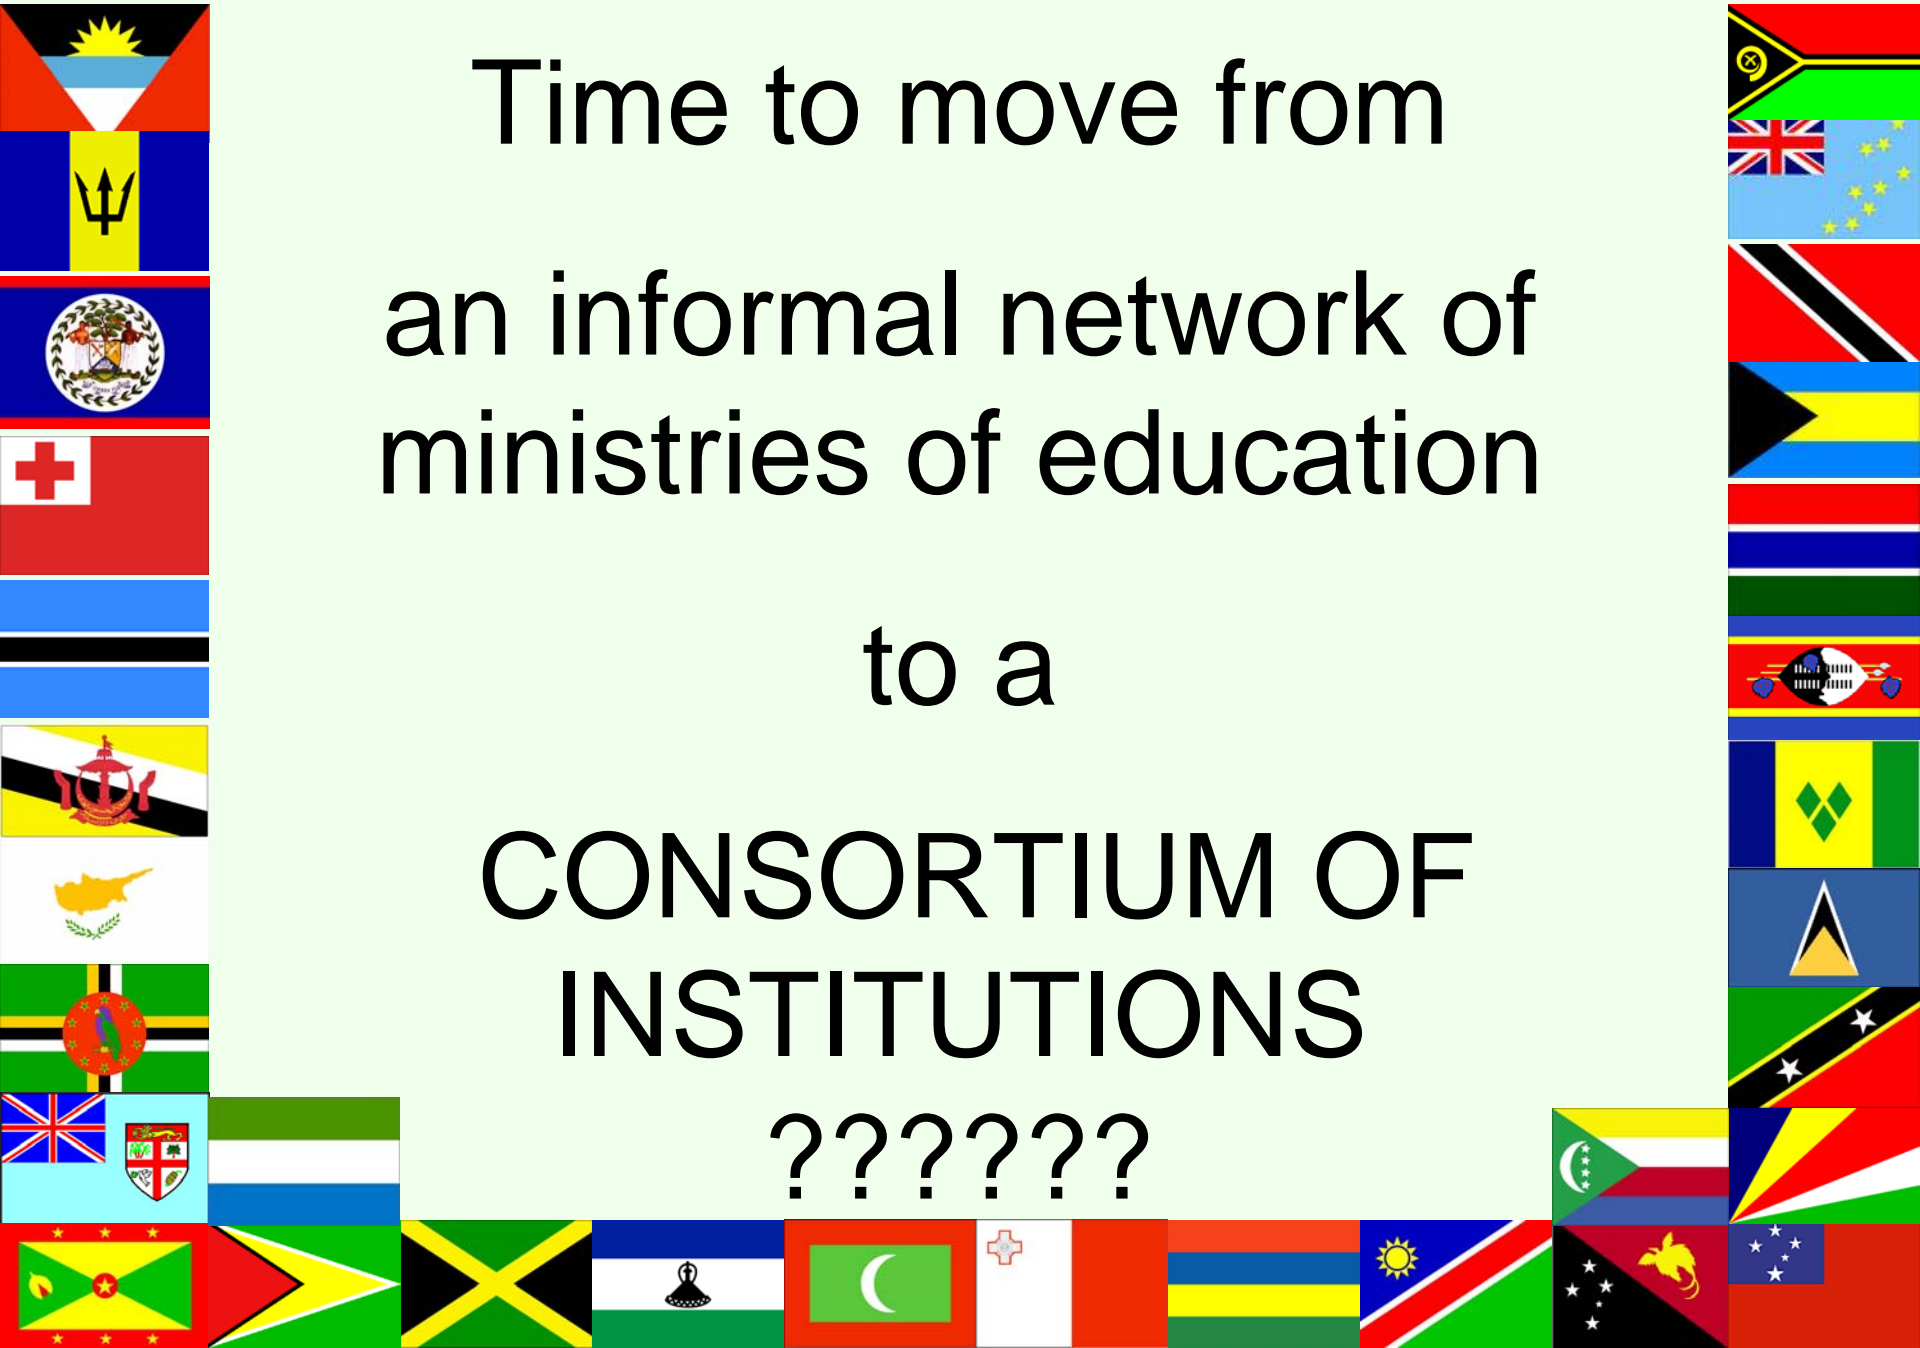 Time to move from
an informal network of
ministries of education
to a
CONSORTIUM OF
INSTITUTIONS
??????